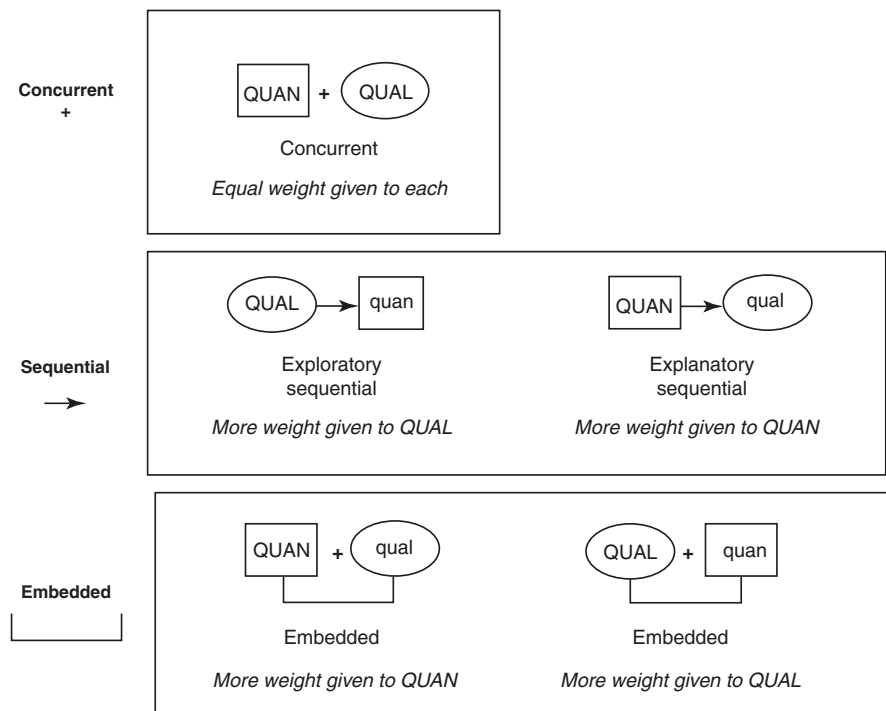 Concurrent
+
QUAN + QUAL
Concurrent
Equal weight given to each
Sequential
QUAL quan
Exploratory
sequential
More weight given to QUAL
QUAN qual
Explanatory
sequential
More weight given to QUAN
Embedded
QUAN + qual
Embedded
More weight given to QUAN
QUAL + quan
Embedded
More weight given to QUAL